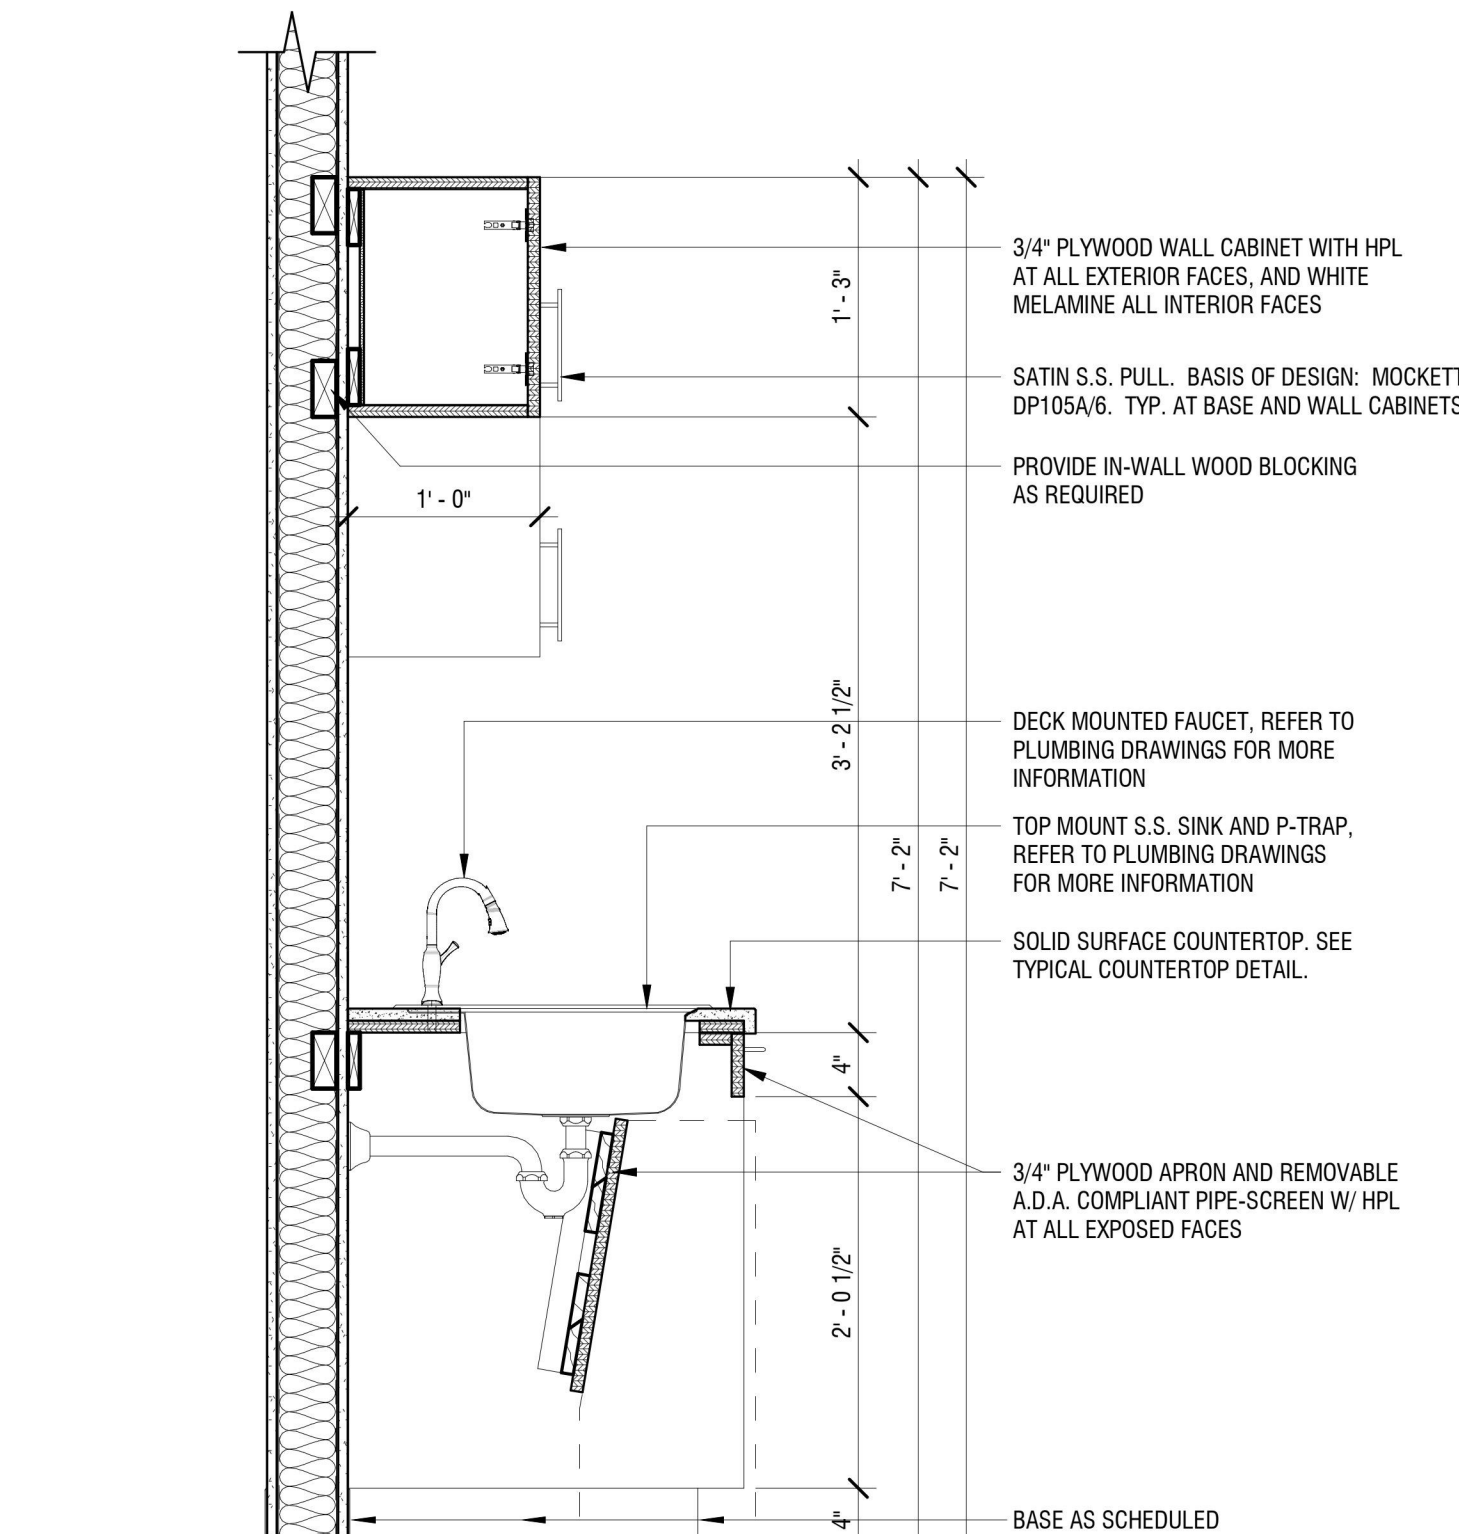 3/4" PLYWOOD WALL CABINET WITH HPL
AT ALL EXTERIOR FACES, AND WHITE
MELAMINE ALL INTERIOR FACES
1' - 3"
SATIN S.S. PULL.  BASIS OF DESIGN:  MOCKETT
DP105A/6.  TYP. AT BASE AND WALL CABINETS
PROVIDE IN-WALL WOOD BLOCKING
AS REQUIRED
1' - 0"
3' - 2 1/2"
DECK MOUNTED FAUCET, REFER TO
PLUMBING DRAWINGS FOR MORE
INFORMATION
TOP MOUNT S.S. SINK AND P-TRAP,
REFER TO PLUMBING DRAWINGS
FOR MORE INFORMATION
7' - 2"
7' - 2"
SOLID SURFACE COUNTERTOP. SEE
TYPICAL COUNTERTOP DETAIL.
4"
3/4" PLYWOOD APRON AND REMOVABLE
A.D.A. COMPLIANT PIPE-SCREEN W/ HPL
AT ALL EXPOSED FACES
2' - 0 1/2"
4"
BASE AS SCHEDULED